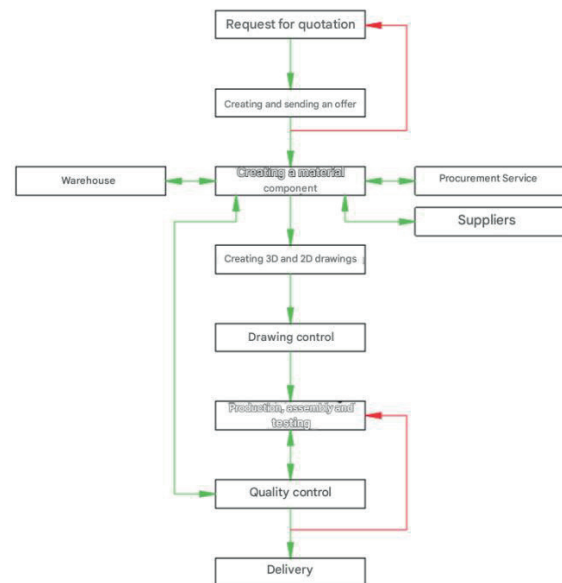 Request for quotation
Creating and sending an offer
Creating a material
component
Warehouse
Procurement Service
Suppliers
Creating 3D and 2D drawings
Drawing control
Production, assembly and
testing
Quality control
Delivery